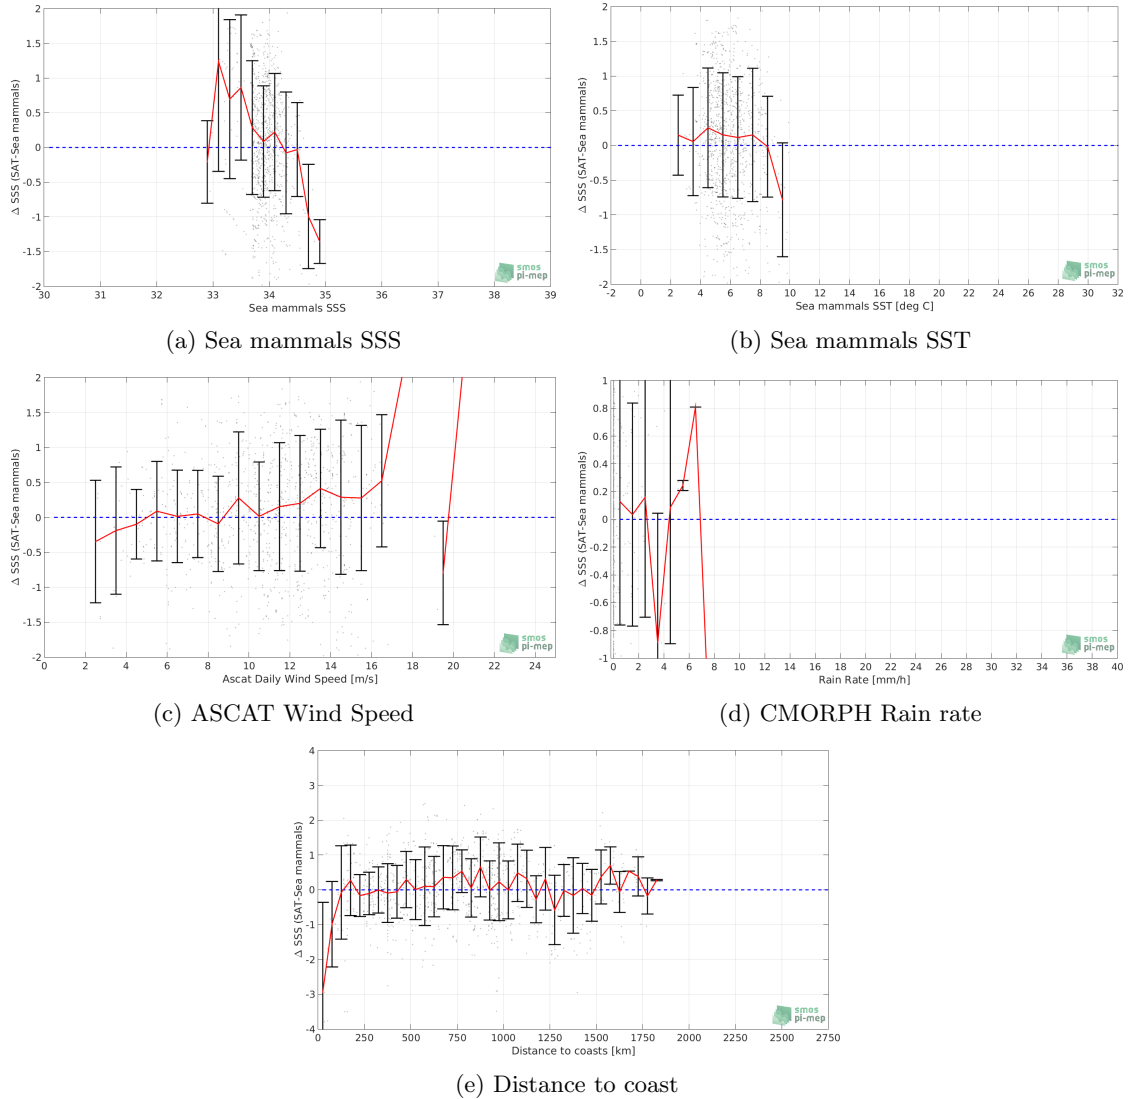 2
1.5
1
0.5
0
-0.5
-1
-1.5
-2
Δ SSS (SAT-Sea mammals)
30 31 32 33 34 35 36 37 38 39
Sea mammals SSS
smos
pi-mep
(a) Sea mammals SSS
2
1.5
1
0.5
0
-0.5
-1
-1.5
-2
Δ SSS (SAT-Sea mammals)
-2 0 2 4 6 8 10 12 14 16 18 20 22 24 26 28 30 32
Sea mammals SST [deg C]
smos
pi-mep
(b) Sea mammals SST
2
1.5
1
0.5
0
-0.5
-1
-1.5
-2
Δ SSS (SAT-Sea mammals)
0 2 4 6 8 10 12 14 16 18 20 22 24
Ascat Daily Wind Speed [m/s]
smos
pi-mep
(c) ASCAT Wind Speed
1
0.8
0.6
0.4
0.2
0
-0.2
-0.4
-0.6
-0.8
-1
Δ SSS (SAT-Sea mammals)
0 2 4 6 8 10 12 14 16 18 20 22 24 26 28 30 32 34 36 38 40
Rain Rate [mm/h]
smos
pi-mep
(d) CMORPH Rain rate
4
3
2
1
0
-1
-2
-3
-4
Δ SSS (SAT-Sea mammals)
0 250 500 750 1000 1250 1500 1750 2000 2250 2500 2750
Distance to coasts [km]
smos
pi-mep
(e) Distance to coast